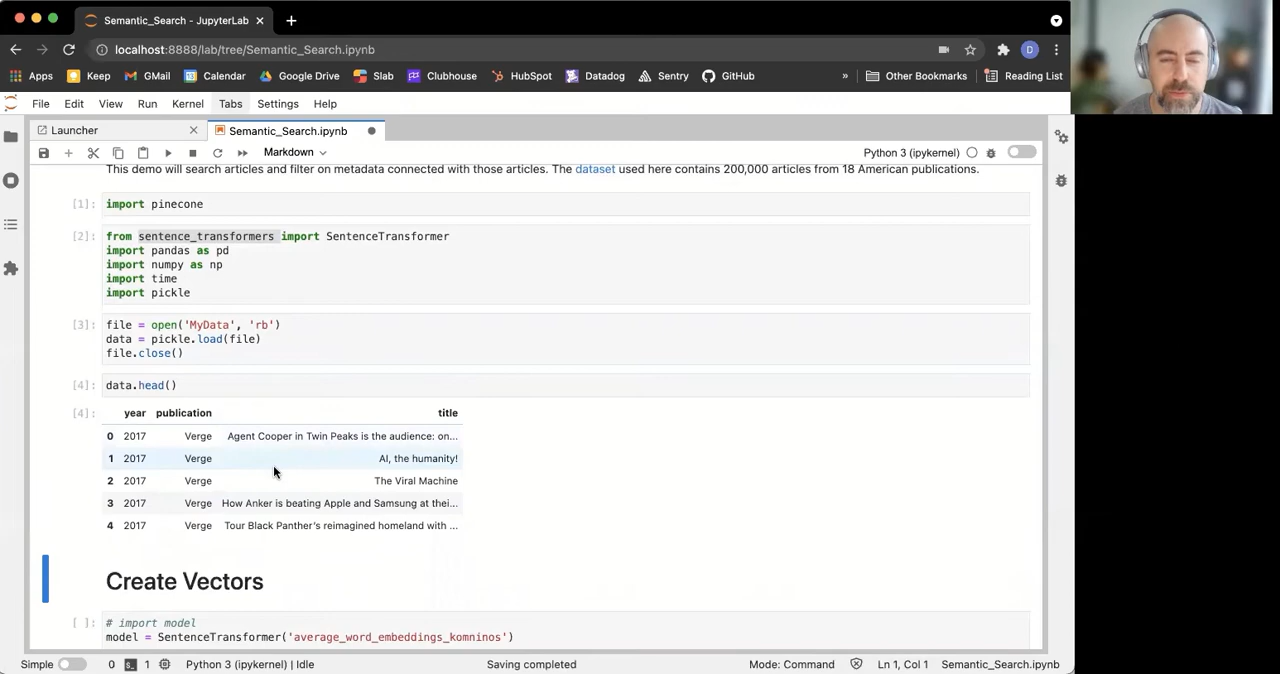 Semantic_Search - JupyterLab
localhost:8888/lab/tree/Semantic_Search.ipynb
D
Apps Keep GMail Calendar Google Drive Slab Clubhouse HubSpot Datadog Sentry GitHub » Other Bookmarks Reading List
File Edit View Run Kernel Tabs Settings Help
Launcher Semantic_Search.ipynb
Markdown Python 3 (ipykernel)
This demo will search articles and filter on metadata connected with those articles. The dataset used here contains 200,000 articles from 18 American publications.
[1]: import pinecone
[2]: from sentence_transformers import SentenceTransformer
import pandas as pd
import numpy as np
import time
import pickle
[3]: file = open('MyData', 'rb')
data = pickle.load(file)
file.close()
[4]: data.head()
[4]: year publication title
0 2017 Verge Agent Cooper in Twin Peaks is the audience: on...
1 2017 Verge AI, the humanity!
2 2017 Verge The Viral Machine
3 2017 Verge How Anker is beating Apple and Samsung at thei...
4 2017 Verge Tour Black Panther's reimagined homeland with ...
Create Vectors
[ ]: # import model
model = SentenceTransformer('average_word_embeddings_komninos')
Simple 0 1 Python 3 (ipykernel) | Idle Saving completed Mode: Command Ln 1, Col 1 Semantic_Search.ipynb